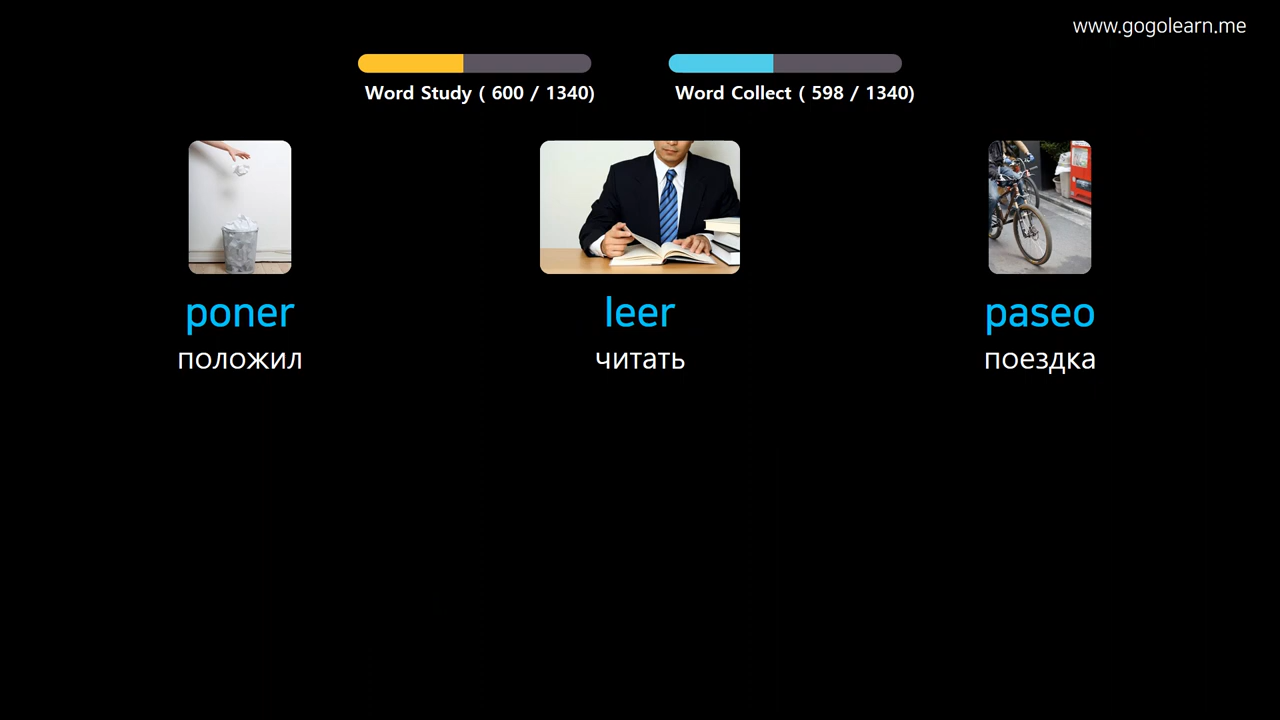 www.gogolearn.me
Word Study ( 600 / 1340)
Word Collect ( 598 / 1340)
poner
leer
paseo
положил
читать
поездка